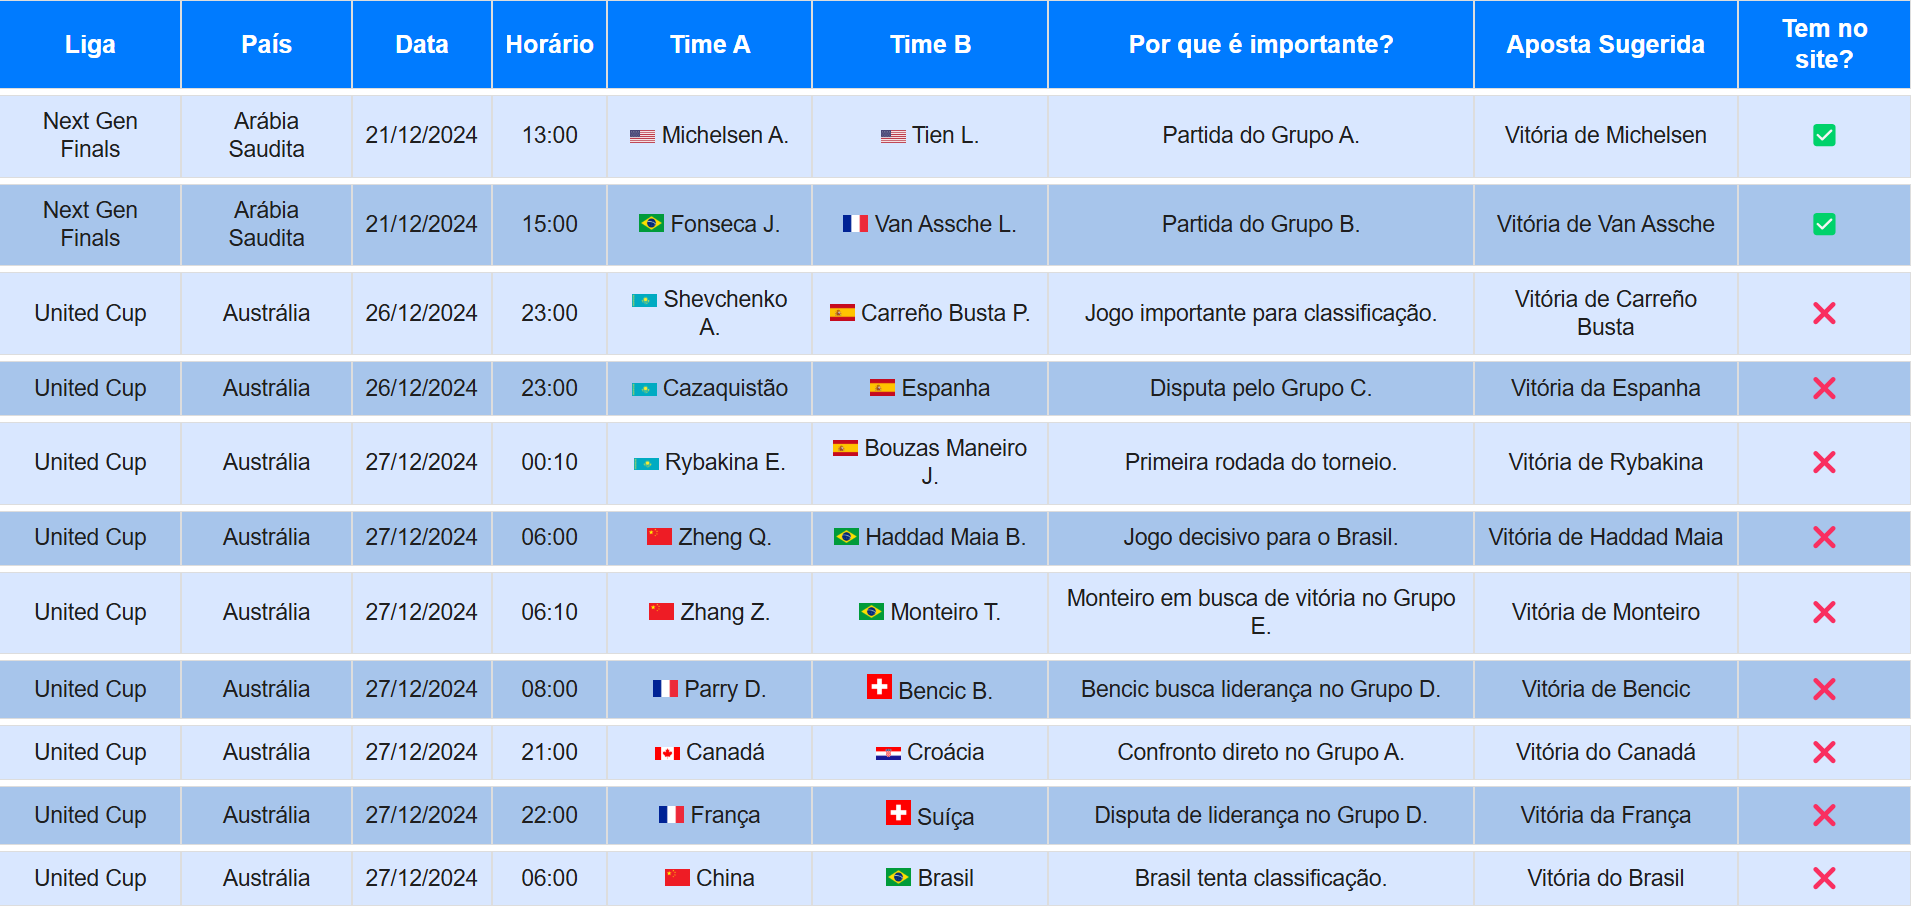 Liga País Data Horário Time A Time B Por que é importante? Aposta Sugerida Tem no
site?
Next Gen
Finals Arábia
Saudita 21/12/2024 13:00 Michelsen A. Tien L. Partida do Grupo A. Vitória de Michelsen
Next Gen
Finals Arábia
Saudita 21/12/2024 15:00 Fonseca J. Van Assche L. Partida do Grupo B. Vitória de Van Assche
United Cup Austrália 26/12/2024 23:00 Shevchenko
A. Carreño Busta P. Jogo importante para classificação. Vitória de Carreño
Busta
United Cup Austrália 26/12/2024 23:00 Cazaquistão Espanha Disputa pelo Grupo C. Vitória da Espanha
United Cup Austrália 27/12/2024 00:10 Rybakina E. Bouzas Maneiro
J. Primeira rodada do torneio. Vitória de Rybakina
United Cup Austrália 27/12/2024 06:00 Zheng Q. Haddad Maia B. Jogo decisivo para o Brasil. Vitória de Haddad Maia
United Cup Austrália 27/12/2024 06:10 Zhang Z. Monteiro T. Monteiro em busca de vitória no Grupo
E. Vitória de Monteiro
United Cup Austrália 27/12/2024 08:00 Parry D. Bencic B. Bencic busca liderança no Grupo D. Vitória de Bencic
United Cup Austrália 27/12/2024 21:00 Canadá Croácia Confronto direto no Grupo A. Vitória do Canadá
United Cup Austrália 27/12/2024 22:00 França Suíça Disputa de liderança no Grupo D. Vitória da França
United Cup Austrália 27/12/2024 06:00 China Brasil Brasil tenta classificação. Vitória do Brasil